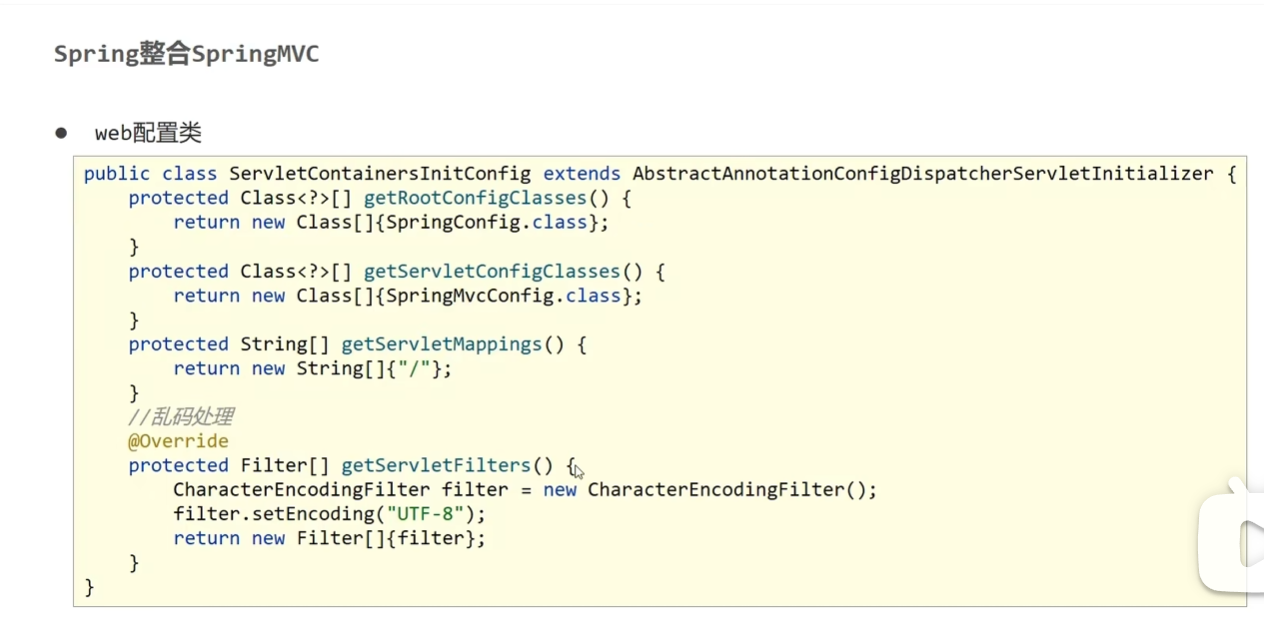 Spring整合SpringMVC
● web配置类
public class ServletContainersInitConfig extends AbstractAnnotationConfigDispatcherServletInitializer {
    protected Class<?>[] getRootConfigClasses() {
        return new Class[]{SpringConfig.class};
    }
    protected Class<?>[] getServletConfigClasses() {
        return new Class[]{SpringMvcConfig.class};
    }
    protected String[] getServletMappings() {
        return new String[]{"/"};
    }
    //乱码处理
    @Override
    protected Filter[] getServletFilters() {
        CharacterEncodingFilter filter = new CharacterEncodingFilter();
        filter.setEncoding("UTF-8");
        return new Filter[]{filter};
    }
}